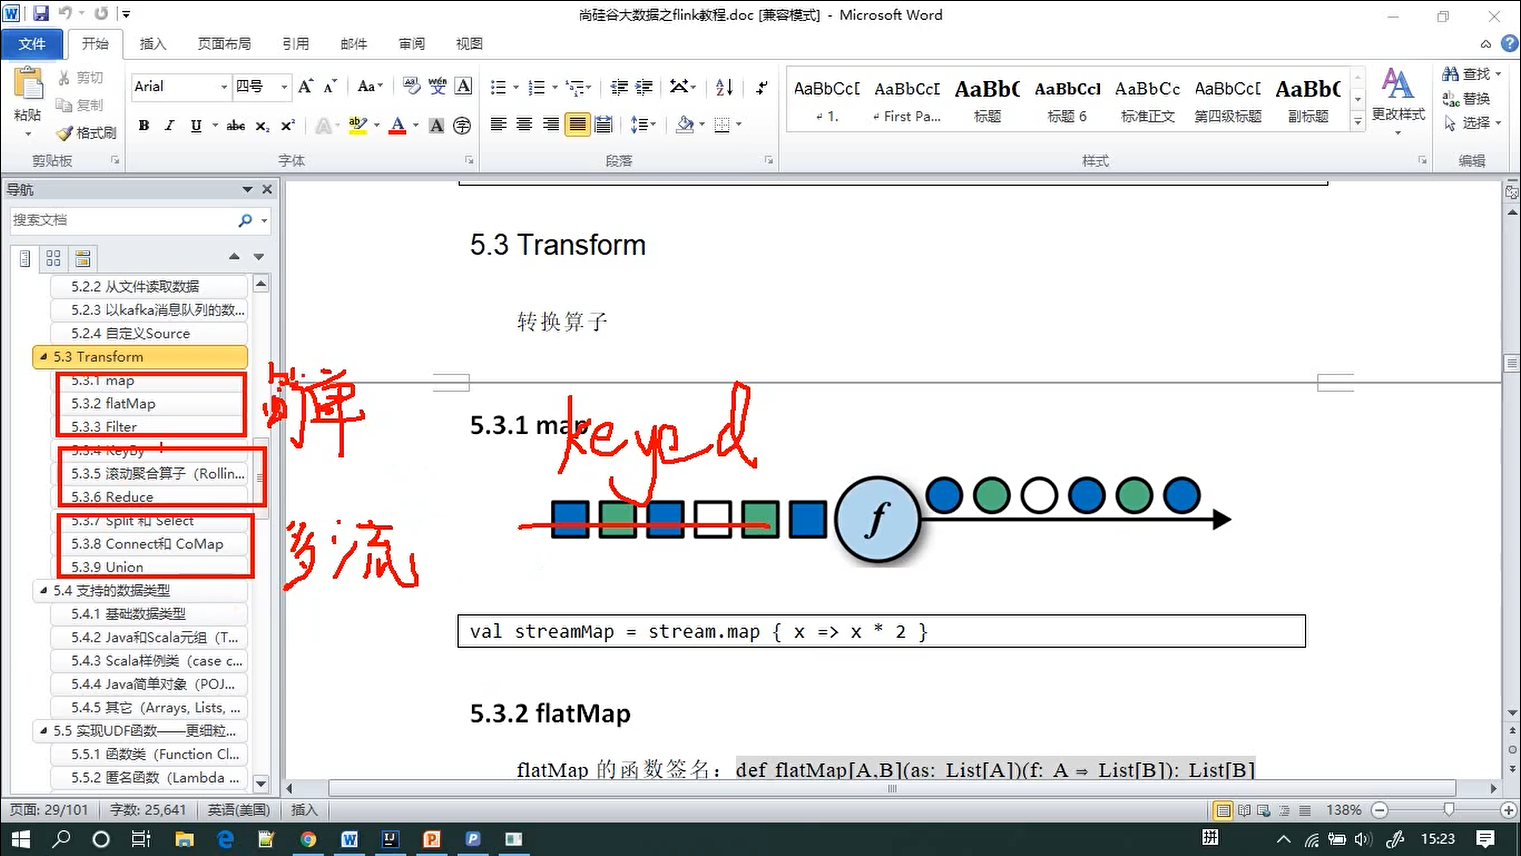 尚硅谷大数据之flink教程.doc [兼容模式] - Microsoft Word
文件 开始 插入 页面布局 引用 邮件 审阅 视图
粘贴 剪切 复制 格式刷
Arial 四号
AaBbCcD AaBbCcD AaBbC AaBbCcl AaBbCc AaBbCcD AaBbC
1. First Pa... 标题 标题 6 标准正文 第四级标题 副标题
更改样式
查找 替换 选择
剪贴板 字体 段落 样式 编辑
导航
搜索文档
5.2.2 从文件读取数据
5.2.3 以kafka消息队列的数...
5.2.4 自定义Source
5.3 Transform
5.3.1 map
5.3.2 flatMap
5.3.3 Filter
5.3.4 KeyBy
5.3.5 滚动聚合算子（Rollin...
5.3.6 Reduce
5.3.7 Split 和 Select
5.3.8 Connect和 CoMap
5.3.9 Union
5.4 支持的数据类型
5.4.1 基础数据类型
5.4.2 Java和Scala元组（T...
5.4.3 Scala样例类（case c...
5.4.4 Java简单对象（POJ...
5.4.5 其它（Arrays, Lists, ...
5.5 实现UDF函数——更细粒...
5.5.1 函数类（Function Cl...
5.5.2 匿名函数（Lambda ...
简单
多流
5.3 Transform
转换算子
5.3.1 map
keyed
f
val streamMap = stream.map { x => x * 2 }
5.3.2 flatMap
flatMap 的函数签名：def flatMap[A,B](as: List[A])(f: A ⇒ List[B]): List[B]
页面: 29/101 字数: 25,641 英语(美国) 插入 138%
拼 15:23